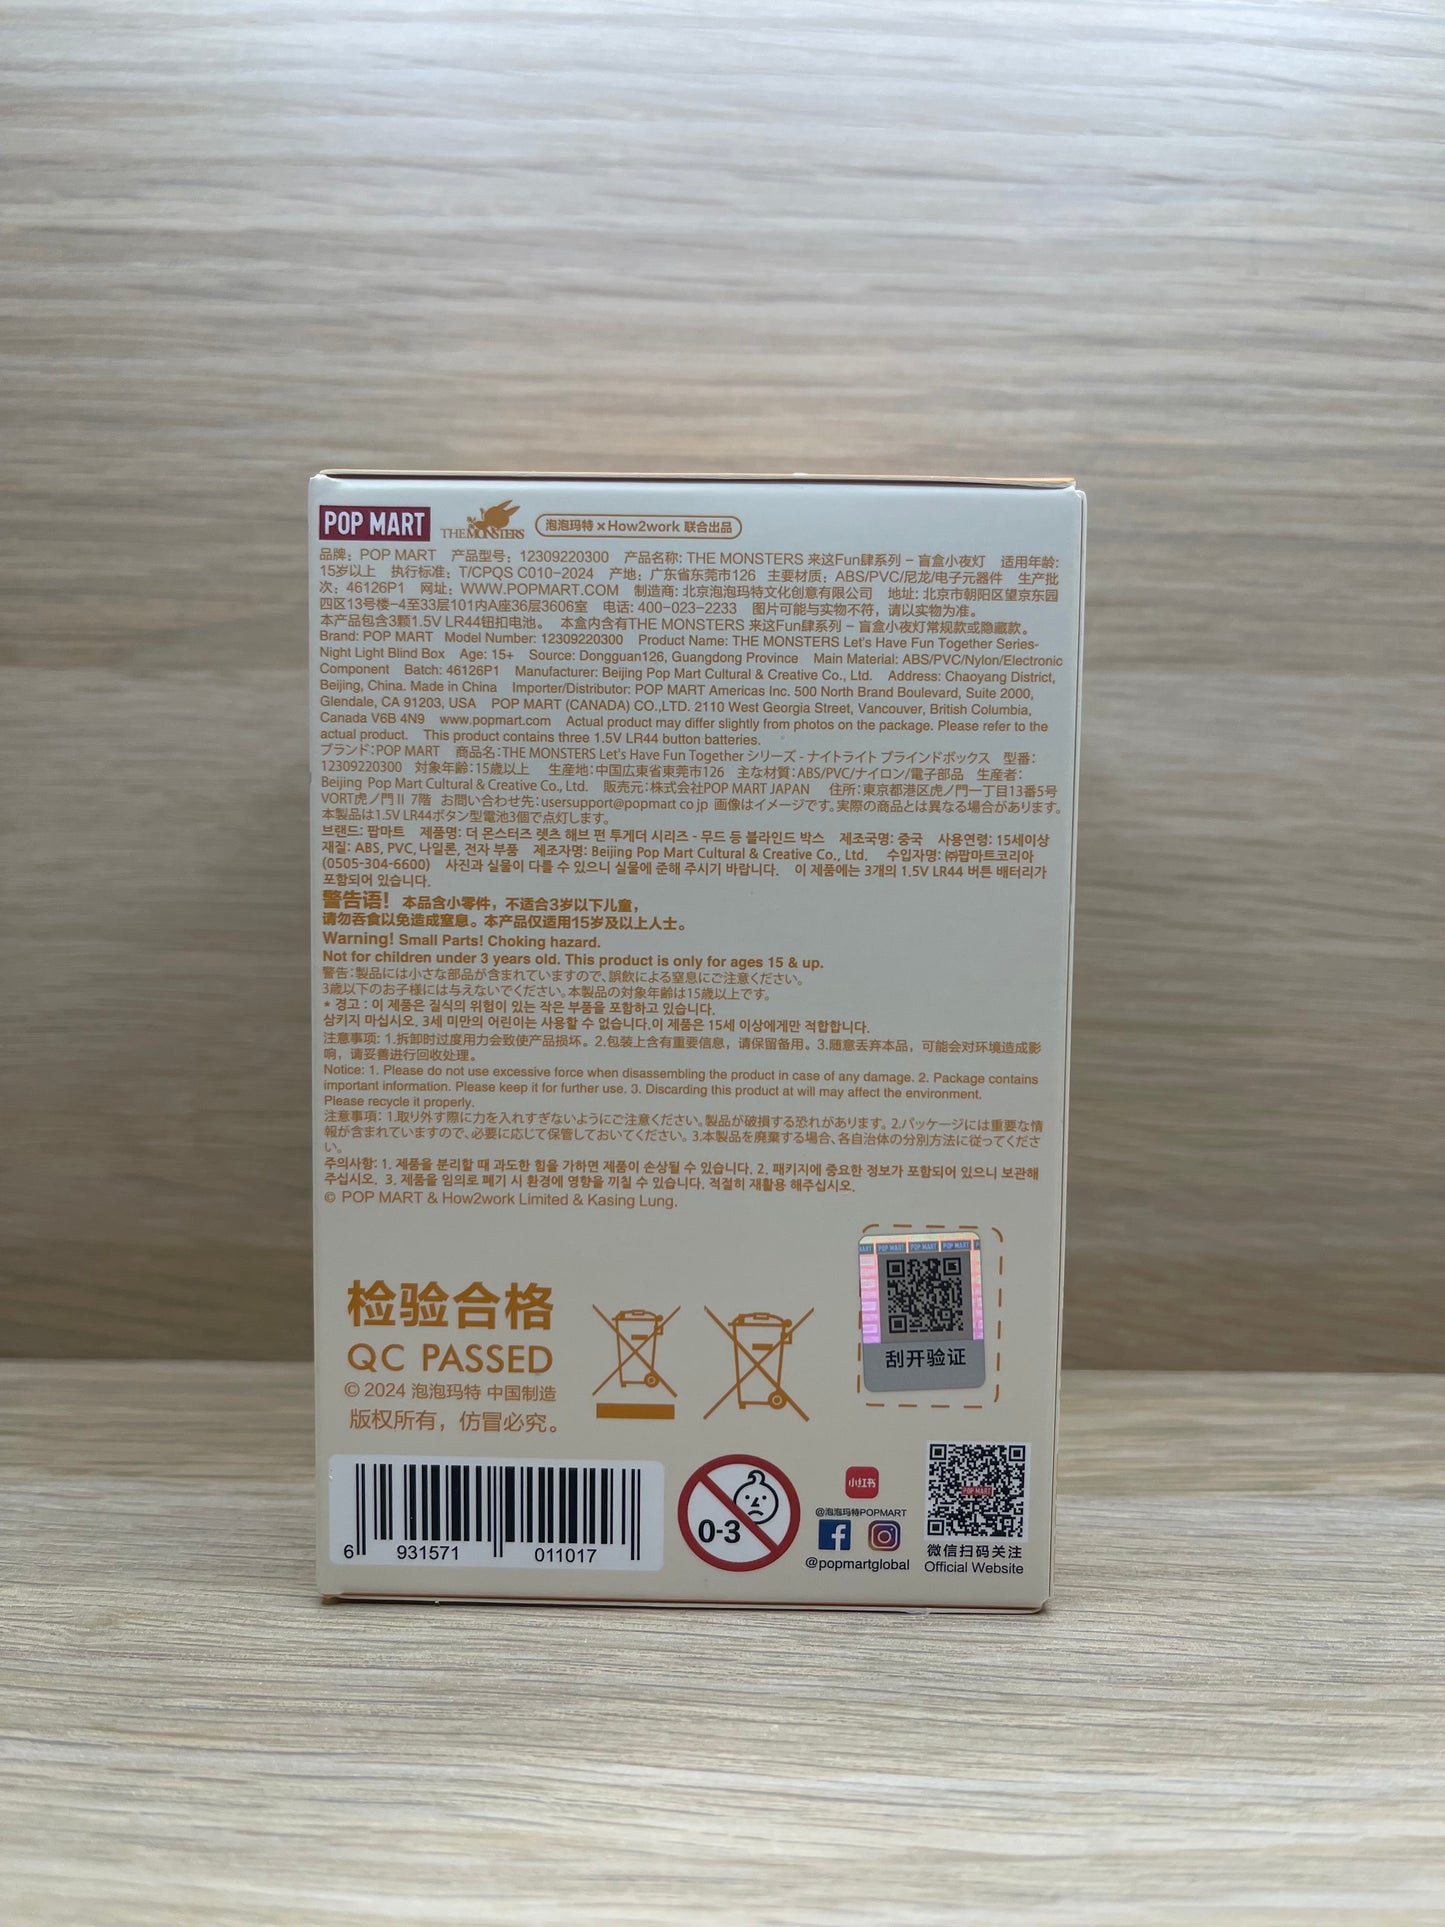 POP MART THE MONSTERS 泡泡玛特×How2work 联合出品
品牌：POP MART 产品型号：12309220300 产品名称: THE MONSTERS 来这Fun肆系列 – 盲盒小夜灯 适用年龄:
15岁以上 执行标准：T/CPQS C010-2024 产地：广东省东莞市126 主要材质：ABS/PVC/尼龙/电子元器件 生产批
次：46126P1 网址：WWW.POPMART.COM 制造商: 北京泡泡玛特文化创意有限公司 地址: 北京市朝阳区望京东园
四区13号楼-4至33层101内A座36层3606室 电话: 400-023-2233 图片可能与实物不符，请以实物为准。
本产品包含3颗1.5V LR44钮扣电池。 本盒内含有THE MONSTERS 来这Fun肆系列 – 盲盒小夜灯常规款或隐藏款。
Brand: POP MART Model Number: 12309220300 Product Name: THE MONSTERS Let's Have Fun Together Series-
Night Light Blind Box Age: 15+ Source: Dongguan126, Guangdong Province Main Material: ABS/PVC/Nylon/Electronic
Component Batch: 46126P1 Manufacturer: Beijing Pop Mart Cultural & Creative Co., Ltd. Address: Chaoyang District,
Beijing, China. Made in China Importer/Distributor: POP MART Americas Inc. 500 North Brand Boulevard, Suite 2000,
Glendale, CA 91203, USA POP MART (CANADA) CO.,LTD. 2110 West Georgia Street, Vancouver, British Columbia,
Canada V6B 4N9 www.popmart.com Actual product may differ slightly from photos on the package. Please refer to the
actual product. This product contains three 1.5V LR44 button batteries.
ブランド：POP MART 商品名：THE MONSTERS Let's Have Fun Together シリーズ - ナイトライト ブラインドボックス 型番：
12309220300 対象年齢：15歳以上 生産地：中国広東省東莞市126 主な材質：ABS/PVC/ナイロン/電子部品 生産者：
Beijing Pop Mart Cultural & Creative Co., Ltd. 販売元：株式会社POP MART JAPAN 住所：東京都港区虎ノ門一丁目13番5号
VORT虎ノ門Ⅱ 7階 お問い合わせ先：usersupport@popmart co jp 画像はイメージです。実際の商品とは異なる場合があります。
本製品は1.5V LR44ボタン型電池3個で点灯します。
브랜드: 팝마트 제품명: 더 몬스터즈 렛츠 해브 펀 투게더 시리즈 - 무드 등 블라인드 박스 제조국명: 중국 사용연령: 15세이상
재질: ABS, PVC, 나일론, 전자 부품 제조자명: Beijing Pop Mart Cultural & Creative Co., Ltd. 수입자명: ㈜팝마트코리아
(0505-304-6600) 사진과 실물이 다를 수 있으니 실물에 준해 주시기 바랍니다. 이 제품에는 3개의 1.5V LR44 버튼 배터리가
포함되어 있습니다.
警告语！ 本品含小零件，不适合3岁以下儿童，
请勿吞食以免造成窒息。本产品仅适用15岁及以上人士。
Warning! Small Parts! Choking hazard.
Not for children under 3 years old. This product is only for ages 15 & up.
警告：製品には小さな部品が含まれていますので、誤飲による窒息にご注意ください。
3歳以下のお子様には与えないでください。本製品の対象年齢は15歳以上です。
* 경고 : 이 제품은 질식의 위험이 있는 작은 부품을 포함하고 있습니다.
삼키지 마십시오, 3세 미만의 어린이는 사용할 수 없습니다.이 제품은 15세 이상에게만 적합합니다.
注意事项: 1.拆卸时过度用力会致使产品损坏。2.包装上含有重要信息，请保留备用。3.随意丢弃本品，可能会对环境造成影
响，请妥善进行回收处理。
Notice: 1. Please do not use excessive force when disassembling the product in case of any damage. 2. Package contains
important information. Please keep it for further use. 3. Discarding this product at will may affect the environment.
Please recycle it properly.
注意事項：1.取り外す際に力を入れすぎないようにご注意ください。製品が破損する恐れがあります。2.パッケージには重要な情
報が含まれていますので、必要に応じて保管しておいてください。3.本製品を廃棄する場合、各自治体の分別方法に従ってくださ
い。
주의사항: 1. 제품을 분리할 때 과도한 힘을 가하면 제품이 손상될 수 있습니다. 2. 패키지에 중요한 정보가 포함되어 있으니 보관해
주십시오. 3. 제품을 임의로 폐기 시 환경에 영향을 끼칠 수 있습니다. 적절히 재활용 해주십시오.
© POP MART & How2work Limited & Kasing Lung.
POP MART POP MART POP MART
检验合格
QC PASSED
刮开验证
© 2024 泡泡玛特 中国制造
版权所有，仿冒必究。
6 931571 011017
0-3
小红书
@泡泡玛特POPMART
@popmartglobal
POP MART
微信扫码关注
Official Website